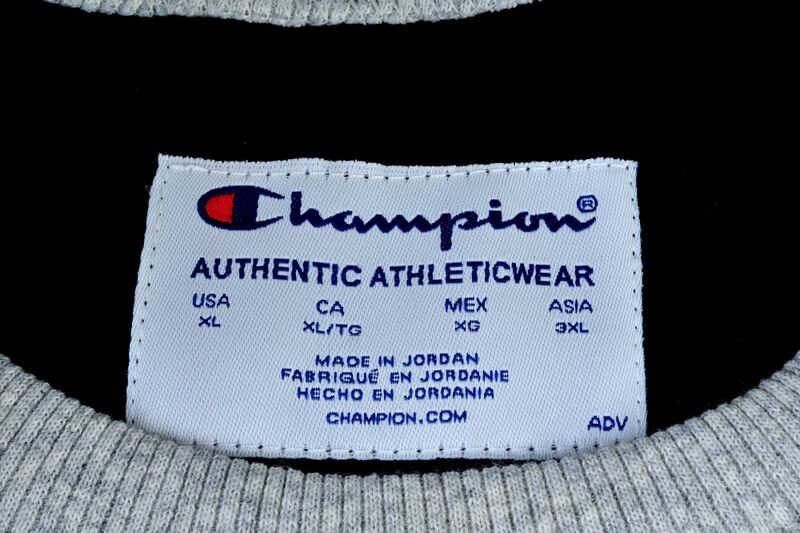 Champion®
AUTHENTIC ATHLETICWEAR
USA CA MEX ASIA
XL XL/TG XG 3XL
MADE IN JORDAN
FABRIQUÉ EN JORDANIE
HECHO EN JORDANIA
CHAMPION.COM
ADV